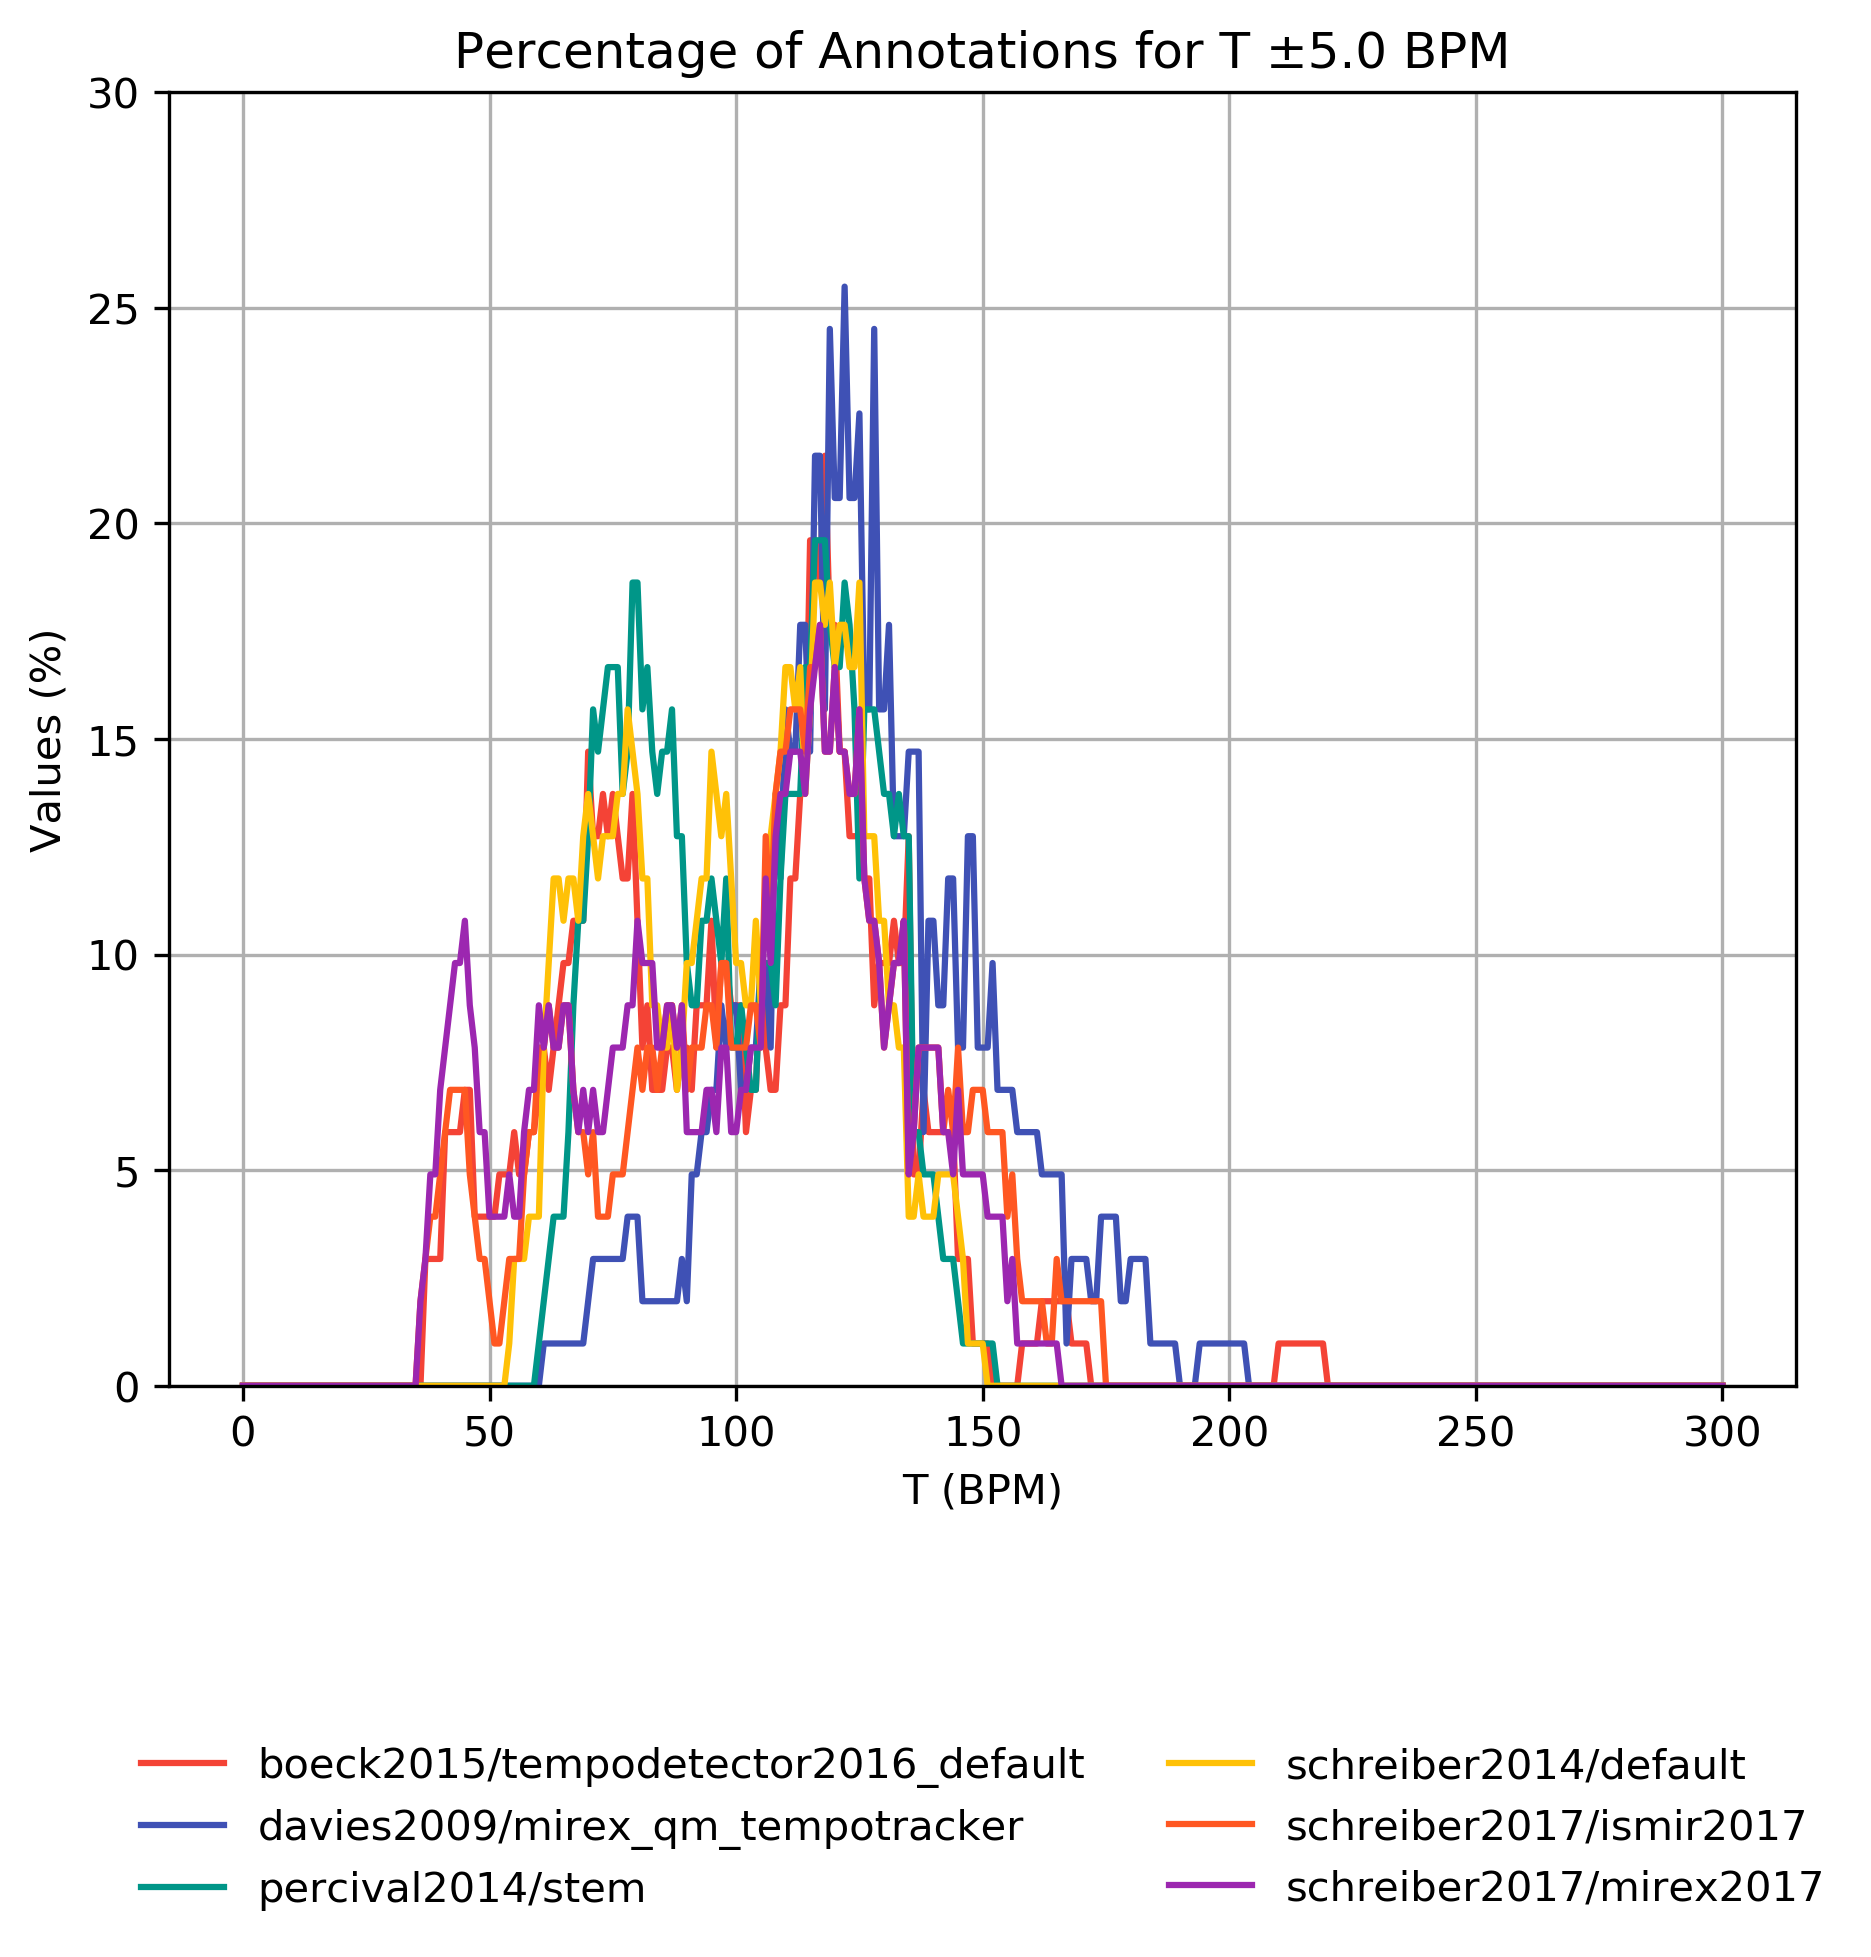 Percentage of Annotations for T ±5.0 BPM
30
25
20
15
10
5
0
Values (%)
0 50 100 150 200 250 300
T (BPM)
boeck2015/tempodetector2016_default
davies2009/mirex_qm_tempotracker
percival2014/stem
schreiber2014/default
schreiber2017/ismir2017
schreiber2017/mirex2017